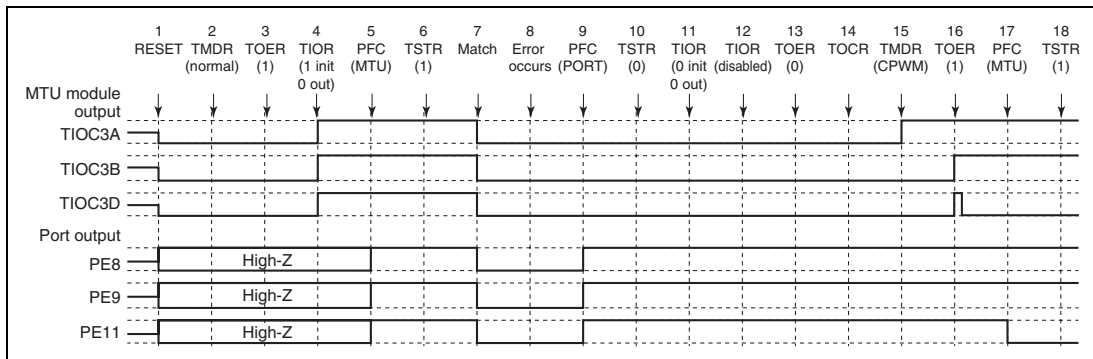 1 2 3 4 5 6 7 8 9 10 11 12 13 14 15 16 17 18
RESET TMDR TOER TIOR PFC TSTR Match Error PFC TSTR TIOR TIOR TOER TOCR TMDR TOER PFC TSTR
(normal) (1) (1 init (MTU) (1) occurs (PORT) (0) (0 init (disabled) (0) (CPWM) (1) (MTU) (1)
0 out) 0 out)
MTU module
output
TIOC3A
TIOC3B
TIOC3D
Port output
PE8 High-Z
PE9 High-Z
PE11 High-Z